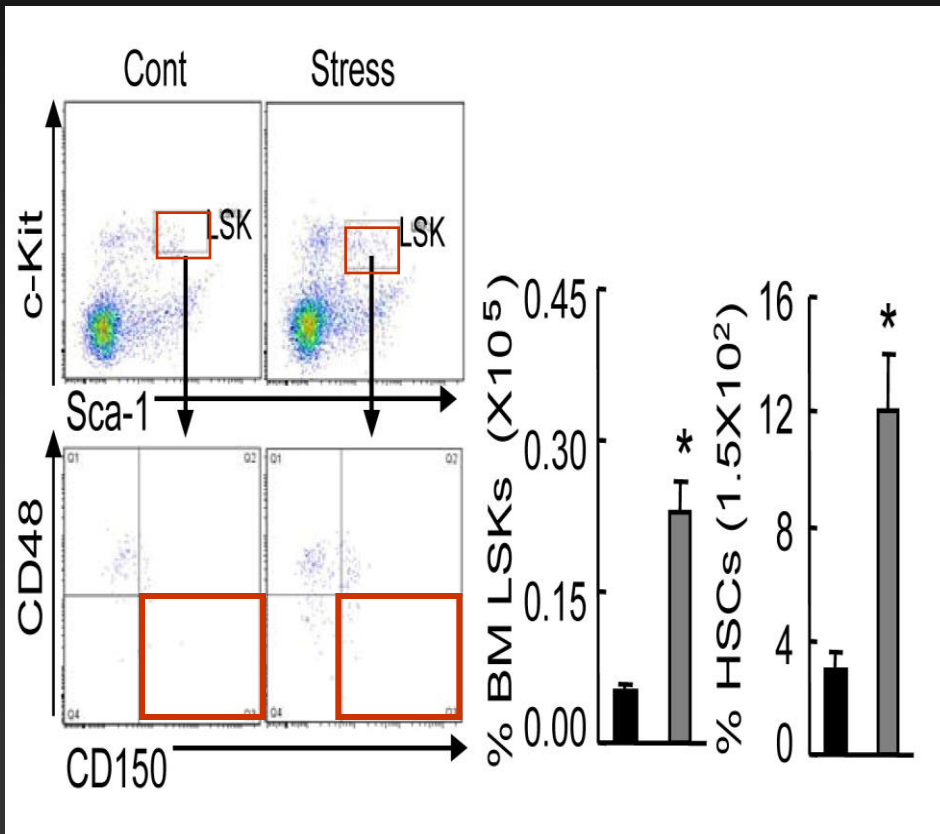 Cont
Stress
c-Kit
LSK
LSK
Sca-1
CD48
Q1
Q2
Q1
Q2
Q4
Q4
CD150
% BM LSKs (X10⁵)
0.45
0.30
0.15
0.00
*
% HSCs (1.5X10²)
16
12
8
4
0
*